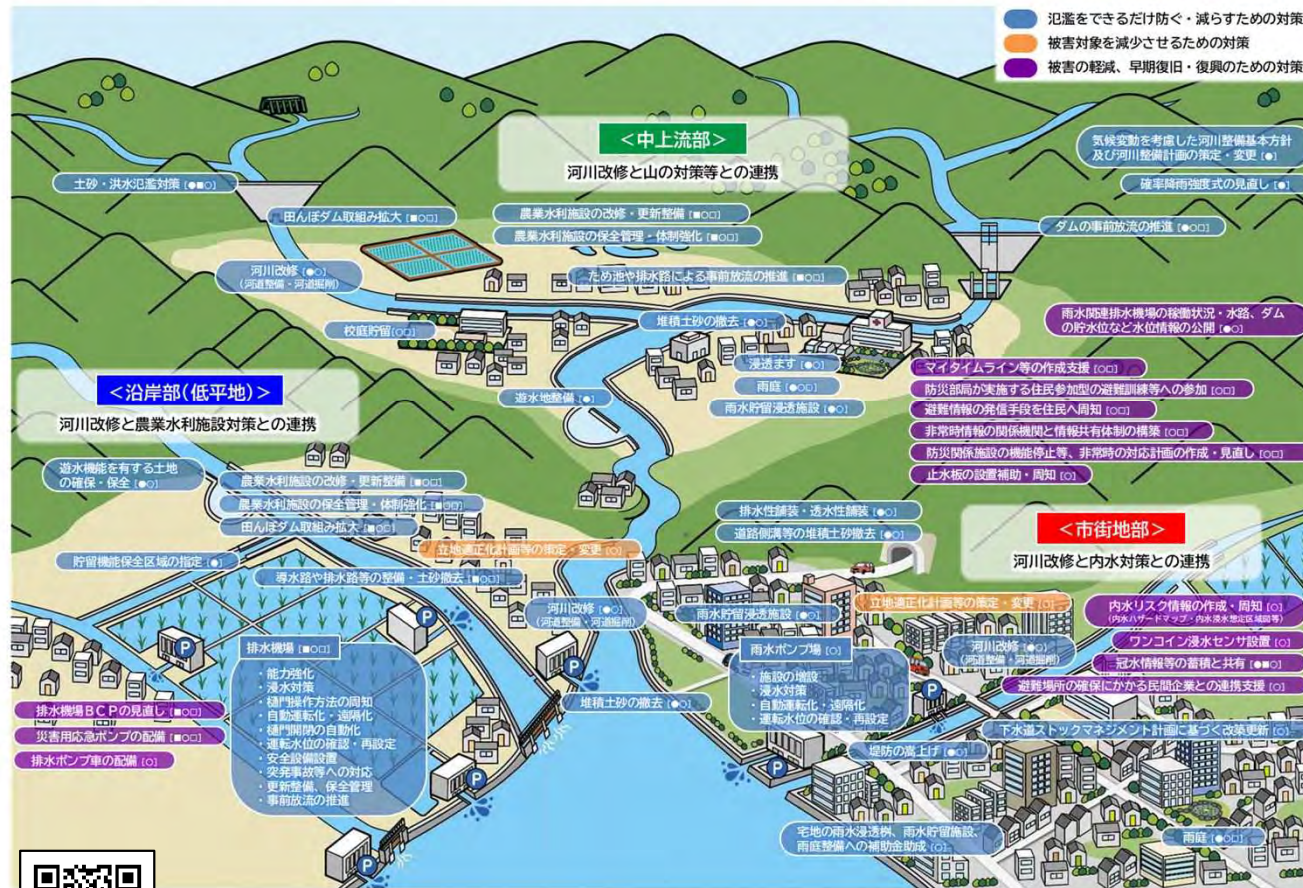 氾濫をできるだけ防ぐ・減らすための対策
被害対象を減少させるための対策
被害の軽減、早期復旧・復興のための対策
＜中上流部＞
河川改修と山の対策等との連携
気候変動を考慮した河川整備基本方針
及び河川整備計画の策定・変更 [●]
確率降雨強度式の見直し [●]
土砂・洪水氾濫対策 [●■○]
田んぼダム取組み拡大 [■○□]
農業水利施設の改修・更新整備 [■○□]
農業水利施設の保全管理・体制強化 [■○□]
ダムの事前放流の推進 [●○□]
河川改修 [●○]
(河道整備・河道掘削)
ため池や排水路による事前放流の推進 [■○□]
校庭貯留 [○□]
堆積土砂の撤去 [●○]
雨水関連排水機場の稼働状況・水路、ダム
の貯水位など水位情報の公開 [●○]
浸透ます [●○]
雨庭 [●○□]
雨水貯留浸透施設 [●○]
遊水地整備 [●]
マイタイムライン等の作成支援 [○□]
防災部局が実施する住民参加型の避難訓練等への参加 [○□]
避難情報の発信手段を住民へ周知 [○□]
非常時情報の関係機関と情報共有体制の構築 [○□]
防災関係施設の機能停止等、非常時の対応計画の作成・見直し [○□]
止水板の設置補助・周知 [○]
＜沿岸部(低平地)＞
河川改修と農業水利施設対策との連携
遊水機能を有する土地
の確保・保全 [●○]
農業水利施設の改修・更新整備 [■○□]
農業水利施設の保全管理・体制強化 [■○□]
田んぼダム取組み拡大 [■○□]
貯留機能保全区域の指定 [●]
立地適正化計画等の策定・変更 [○]
導水路や排水路等の整備・土砂撤去 [■○□]
排水性舗装・透水性舗装 [●○]
道路側溝等の堆積土砂撤去 [●○]
＜市街地部＞
河川改修と内水対策との連携
河川改修 [●○]
(河道整備・河道掘削)
雨水貯留浸透施設 [●○]
立地適正化計画等の策定・変更 [○]
内水リスク情報の作成・周知 [○]
(内水ハザードマップ・内水浸水想定区域図等)
河川改修 [●○]
(河道整備・河道掘削)
ワンコイン浸水センサ設置 [○]
冠水情報等の蓄積と共有 [●■○]
避難場所の確保にかかる民間企業との連携支援 [○]
排水機場 [■○□]
・能力強化
・浸水対策
・樋門操作方法の周知
・自動運転化・遠隔化
・樋門開閉の自動化
・運転水位の確認・再設定
・安全設備設置
・突発事故等への対応
・更新整備、保全管理
・事前放流の推進
雨水ポンプ場 [○]
・施設の増設
・浸水対策
・自動運転化・遠隔化
・運転水位の確認・再設定
堆積土砂の撤去 [●○]
排水機場BCPの見直し [■○□]
災害用応急ポンプの配備 [■○□]
排水ポンプ車の配備 [○]
下水道ストックマネジメント計画に基づく改築更新 [○]
堤防の嵩上げ [●○]
宅地の雨水浸透桝、雨水貯留施設、
雨庭整備への補助金助成 [○]
雨庭 [●○□]
P
P
P
P
P
P
P